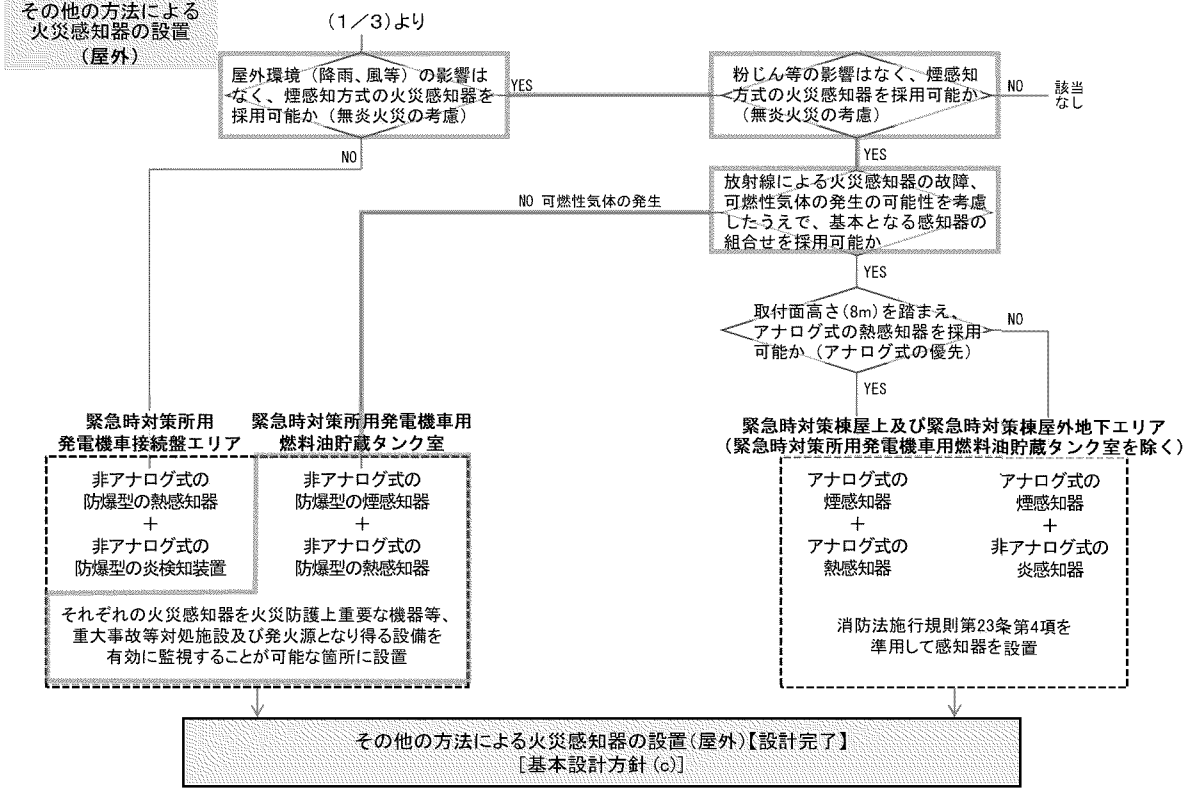 その他の方法による
火災感知器の設置
(屋外)
(1/3)より
屋外環境（降雨、風等）の影響は
なく、煙感知方式の火災感知器を
採用可能か（無炎火災の考慮）
YES
粉じん等の影響はなく、煙感知
方式の火災感知器を採用可能か
（無炎火災の考慮）
NO
該当
なし
NO
YES
放射線による火災感知器の故障、
可燃性気体の発生の可能性を考慮
したうえで、基本となる感知器の
組合せを採用可能か
NO 可燃性気体の発生
YES
取付面高さ(8m)を踏まえ、
アナログ式の熱感知器を採用
可能か（アナログ式の優先）
NO
YES
緊急時対策所用
発電機車接続盤エリア
緊急時対策所用発電機車用
燃料油貯蔵タンク室
緊急時対策棟屋上及び緊急時対策棟屋外地下エリア
(緊急時対策所用発電機車用燃料油貯蔵タンク室を除く)
非アナログ式の
防爆型の熱感知器
+
非アナログ式の
防爆型の炎検知装置
非アナログ式の
防爆型の煙感知器
+
非アナログ式の
防爆型の熱感知器
アナログ式の
煙感知器
+
アナログ式の
熱感知器
アナログ式の
煙感知器
+
非アナログ式の
炎感知器
それぞれの火災感知器を火災防護上重要な機器等、
重大事故等対処施設及び発火源となり得る設備を
有効に監視することが可能な箇所に設置
消防法施行規則第23条第4項を
準用して感知器を設置
その他の方法による火災感知器の設置(屋外)【設計完了】
[基本設計方針(c)]